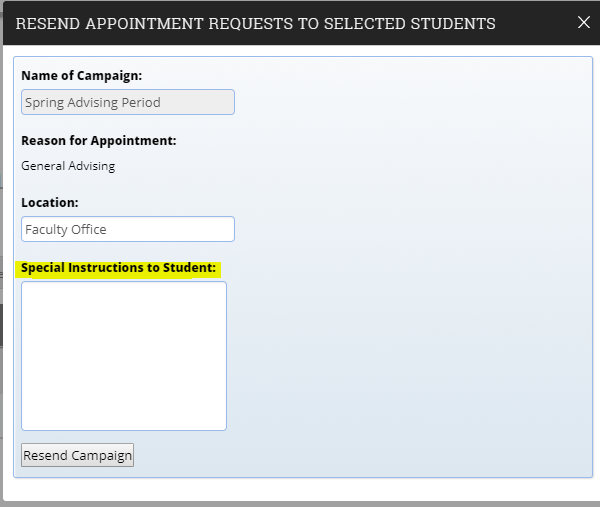 RESEND APPOINTMENT REQUESTS TO SELECTED STUDENTS
Name of Campaign:
Spring Advising Period
Reason for Appointment:
General Advising
Location:
Faculty Office
Special Instructions to Student:
Resend Campaign